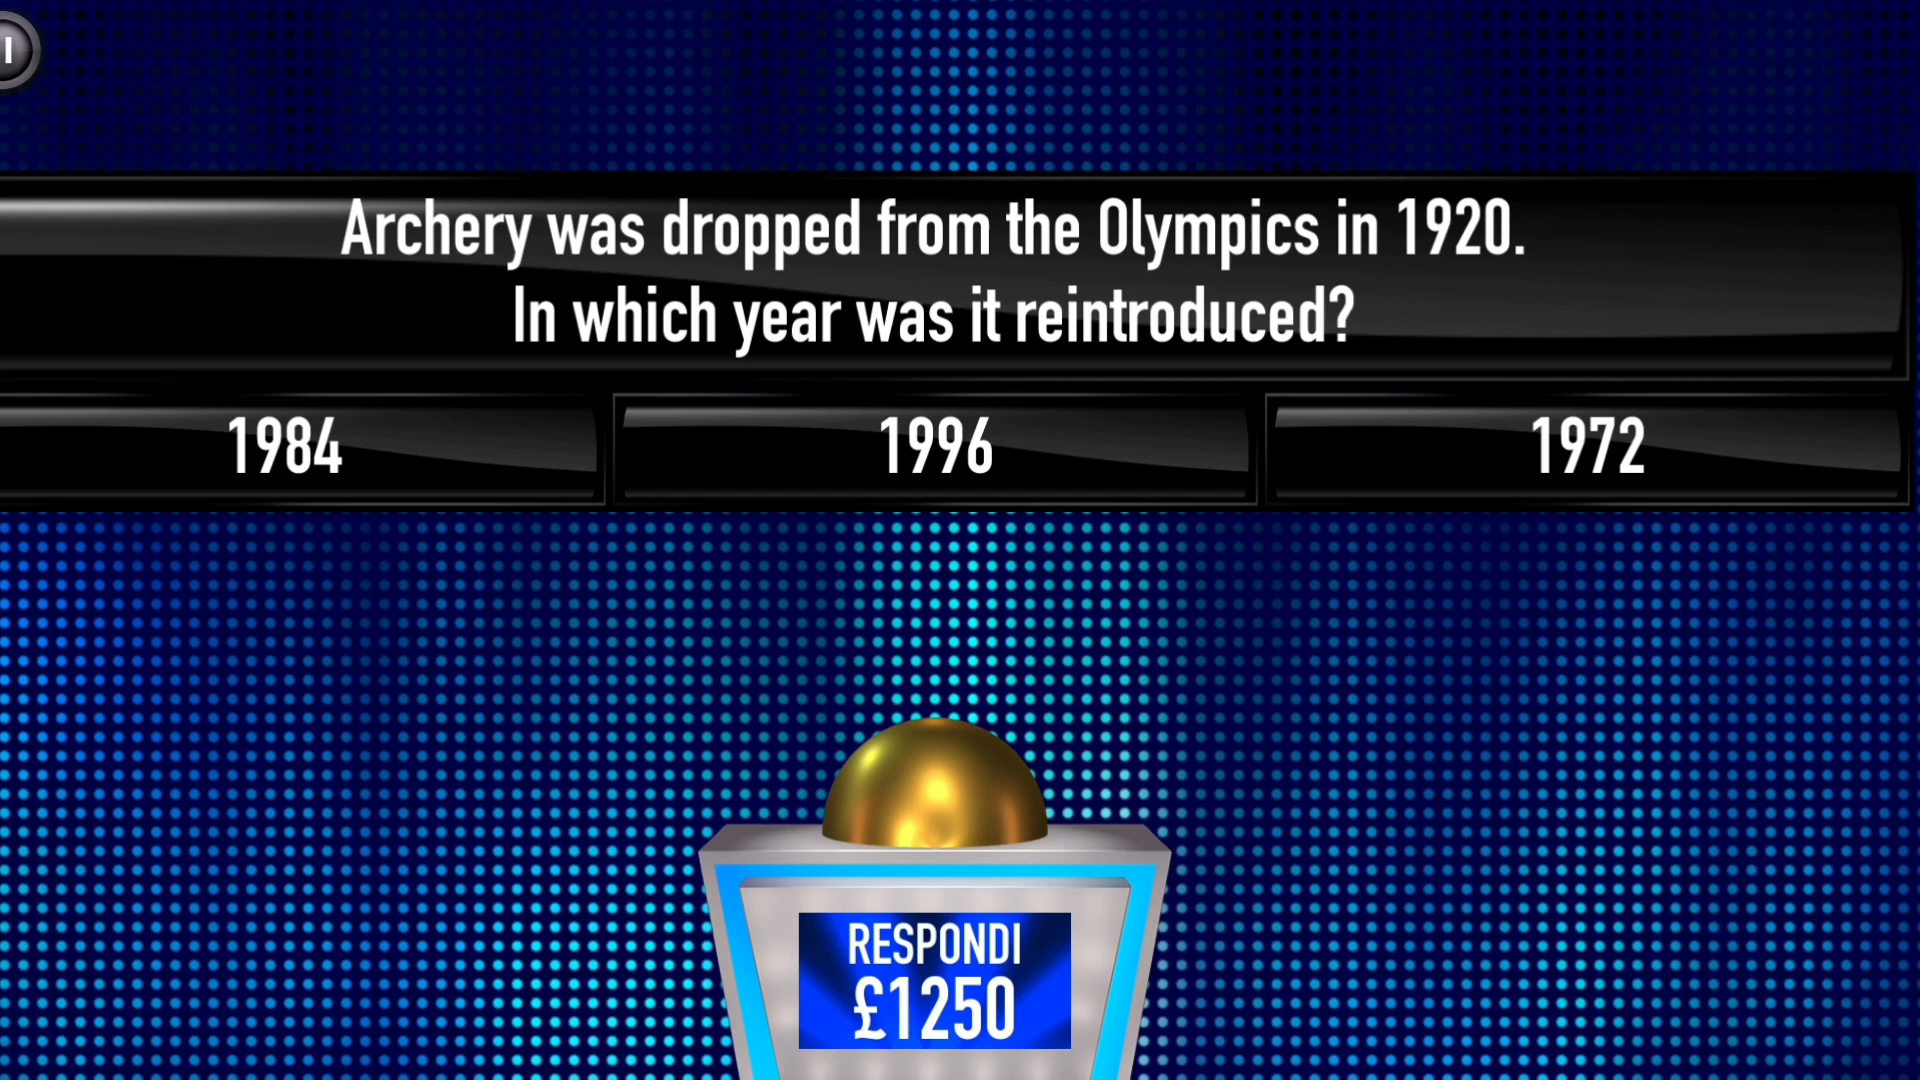 Archery was dropped from the Olympics in 1920.
In which year was it reintroduced?
1984
1996
1972
RESPONDI
£1250